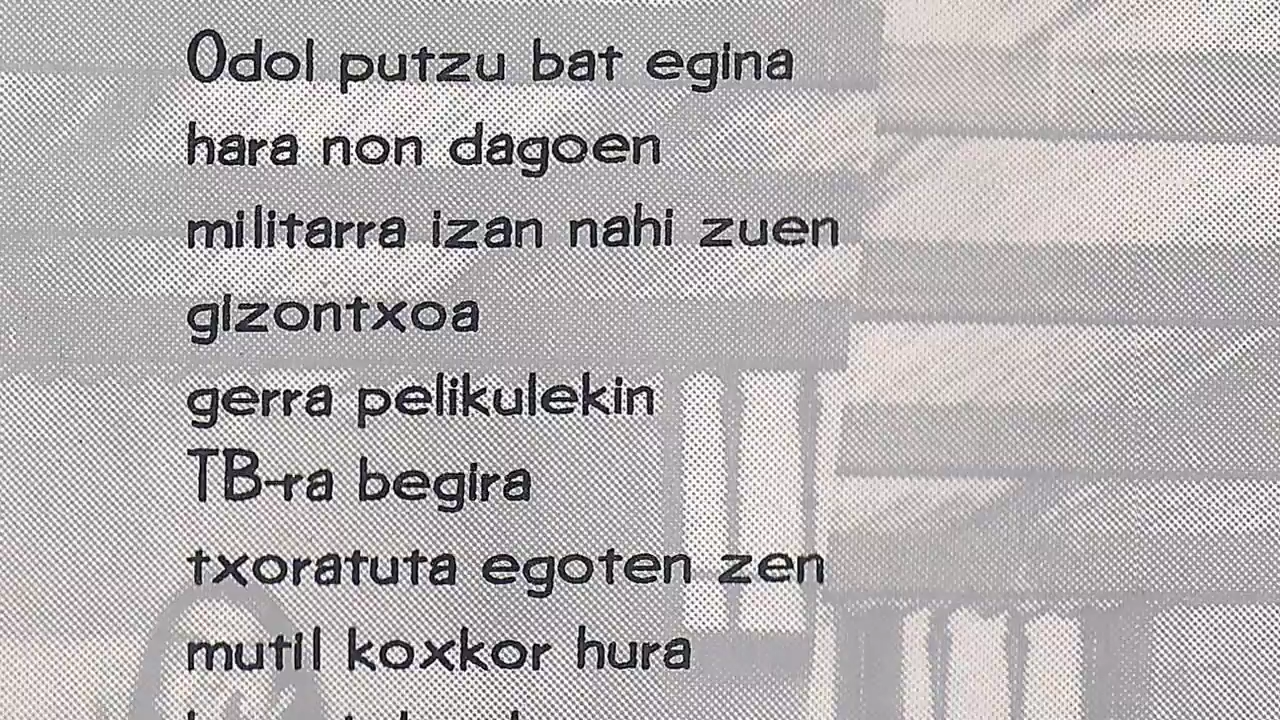 Odol putzu bat egina
hara non dagoen
militarra izan nahi zuen
gizontxoa
gerra pelikulekin
TB-ra begira
txoratuta egoten zen
mutil koxkor hura